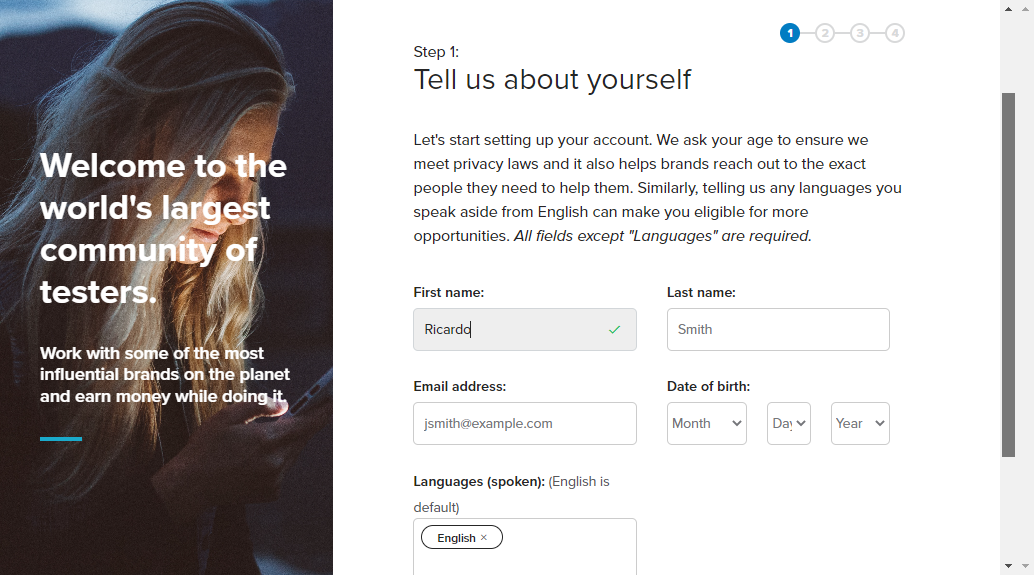 Welcome to the
world's largest
community of
testers.
Work with some of the most
influential brands on the planet
and earn money while doing it.
1 2 3 4
Step 1:
Tell us about yourself
Let's start setting up your account. We ask your age to ensure we
meet privacy laws and it also helps brands reach out to the exact
people they need to help them. Similarly, telling us any languages you
speak aside from English can make you eligible for more
opportunities. All fields except "Languages" are required.
First name: Last name:
Ricardo Smith
Email address: Date of birth:
jsmith@example.com Month Day Year
Languages (spoken): (English is
default)
English ×